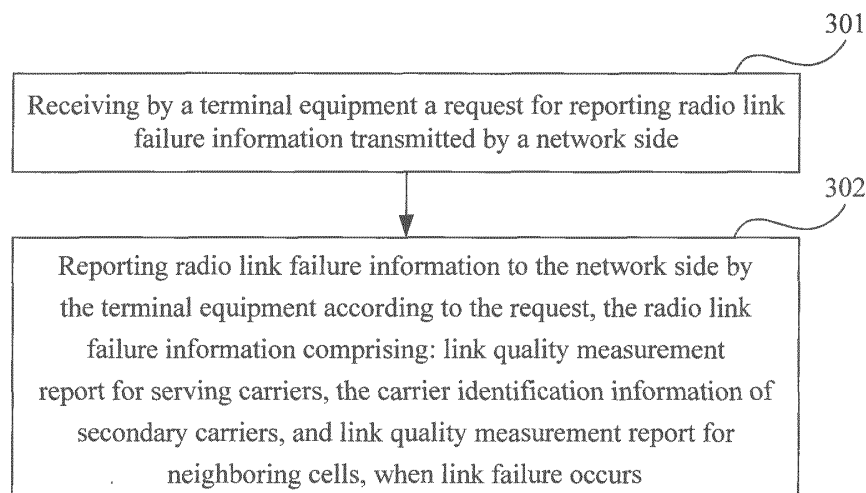 301
Receiving by a terminal equipment a request for reporting radio link
failure information transmitted by a network side
302
Reporting radio link failure information to the network side by
the terminal equipment according to the request, the radio link
failure information comprising: link quality measurement
report for serving carriers, the carrier identification information of
secondary carriers, and link quality measurement report for
neighboring cells, when link failure occurs